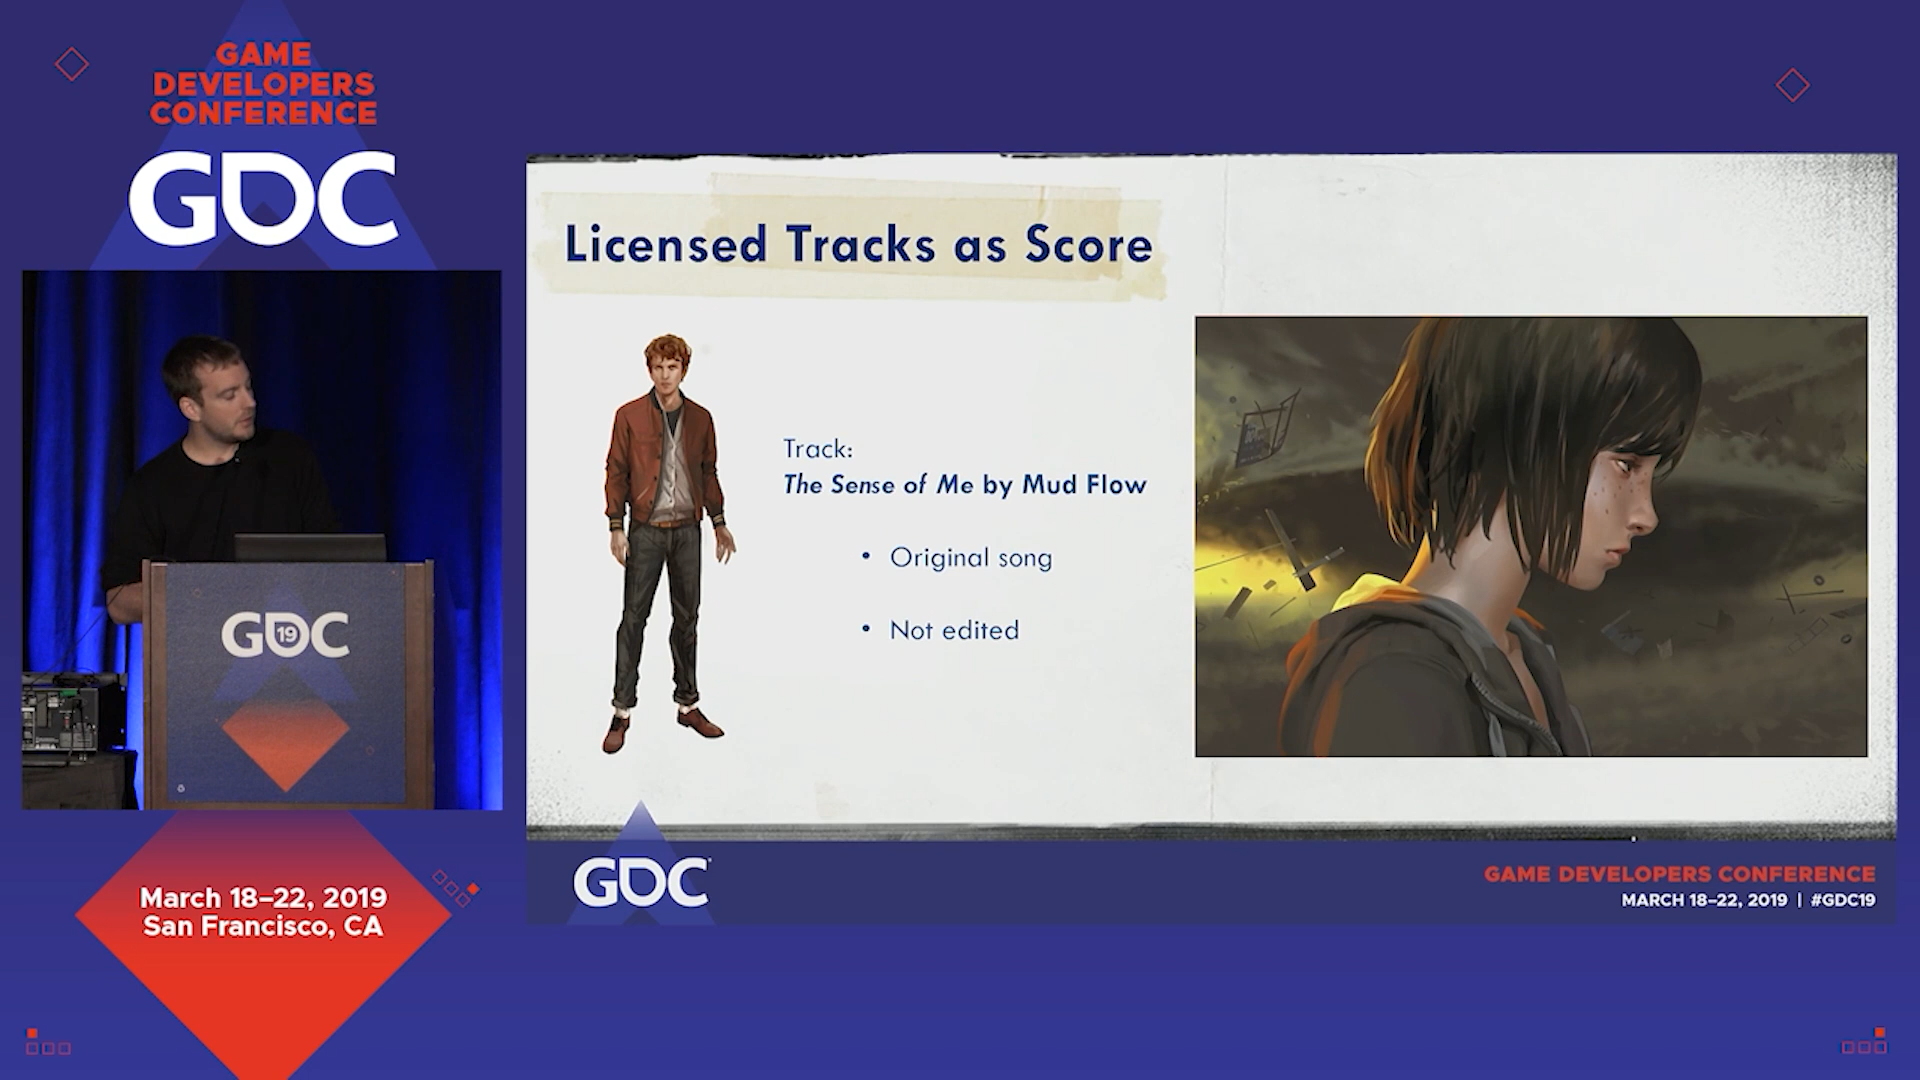 GAME
DEVELOPERS
CONFERENCE
GDC
GDC
19
March 18–22, 2019
San Francisco, CA
Licensed Tracks as Score
Track:
The Sense of Me by Mud Flow
• Original song
• Not edited
GDC
GAME DEVELOPERS CONFERENCE
MARCH 18–22, 2019 | #GDC19